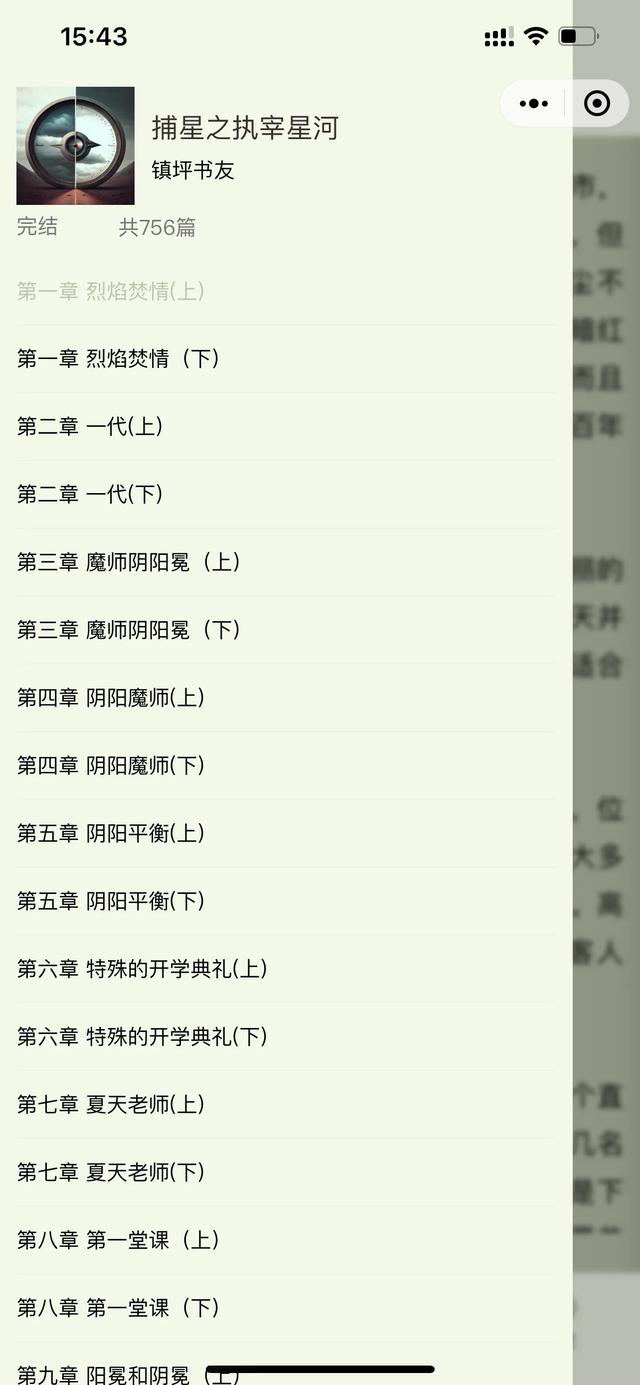 15:43
捕星之执宰星河
镇坪书友
完结 共756篇
第一章 烈焰焚情(上)
第一章 烈焰焚情（下）
第二章 一代(上)
第二章 一代(下)
第三章 魔师阴阳冕（上）
第三章 魔师阴阳冕（下）
第四章 阴阳魔师(上)
第四章 阴阳魔师(下)
第五章 阴阳平衡(上)
第五章 阴阳平衡(下)
第六章 特殊的开学典礼(上)
第六章 特殊的开学典礼(下)
第七章 夏天老师(上)
第七章 夏天老师(下)
第八章 第一堂课（上）
第八章 第一堂课（下）
第九章 阳冕和阴冕（上）
市，
，但
尘不
暗红
而且
百年
丽的
天并
适合
，位
大多
，高
客人
个直
几名
是下